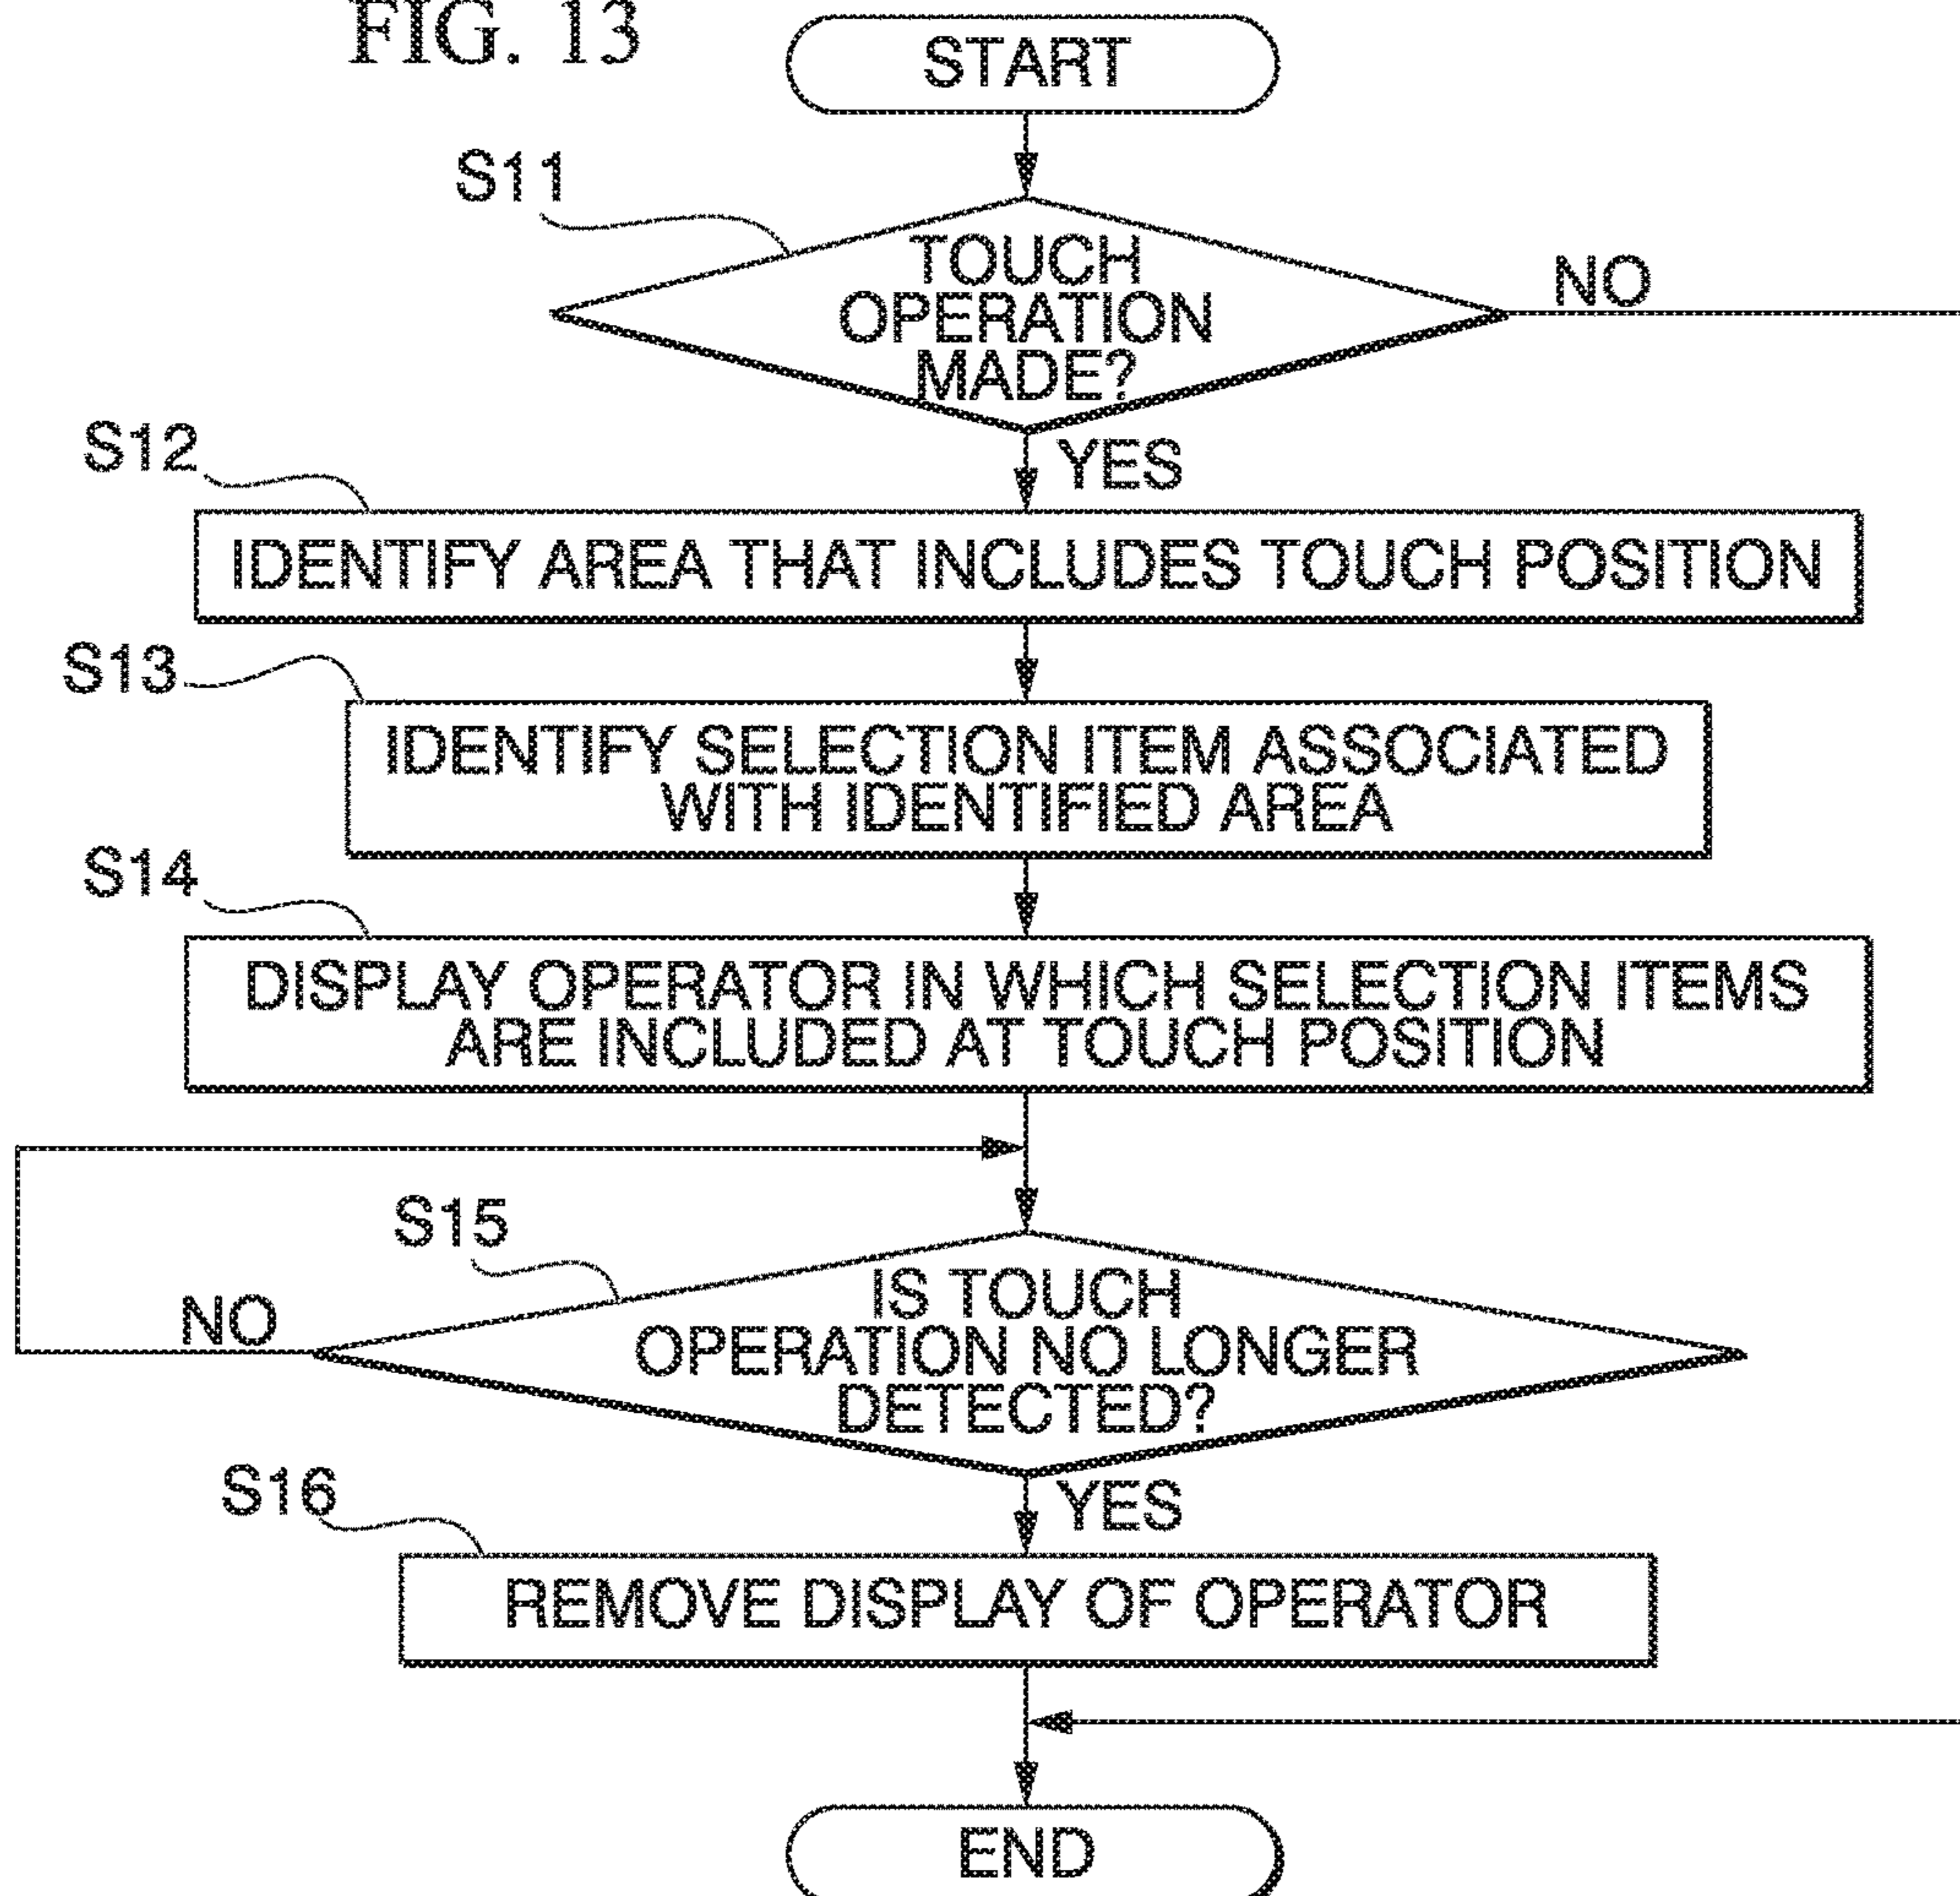 FIG. 13
START
S11
TOUCH
OPERATION
MADE?
NO
YES
S12
IDENTIFY AREA THAT INCLUDES TOUCH POSITION
S13
IDENTIFY SELECTION ITEM ASSOCIATED
WITH IDENTIFIED AREA
S14
DISPLAY OPERATOR IN WHICH SELECTION ITEMS
ARE INCLUDED AT TOUCH POSITION
S15
IS TOUCH
OPERATION NO LONGER
DETECTED?
NO
YES
S16
REMOVE DISPLAY OF OPERATOR
END